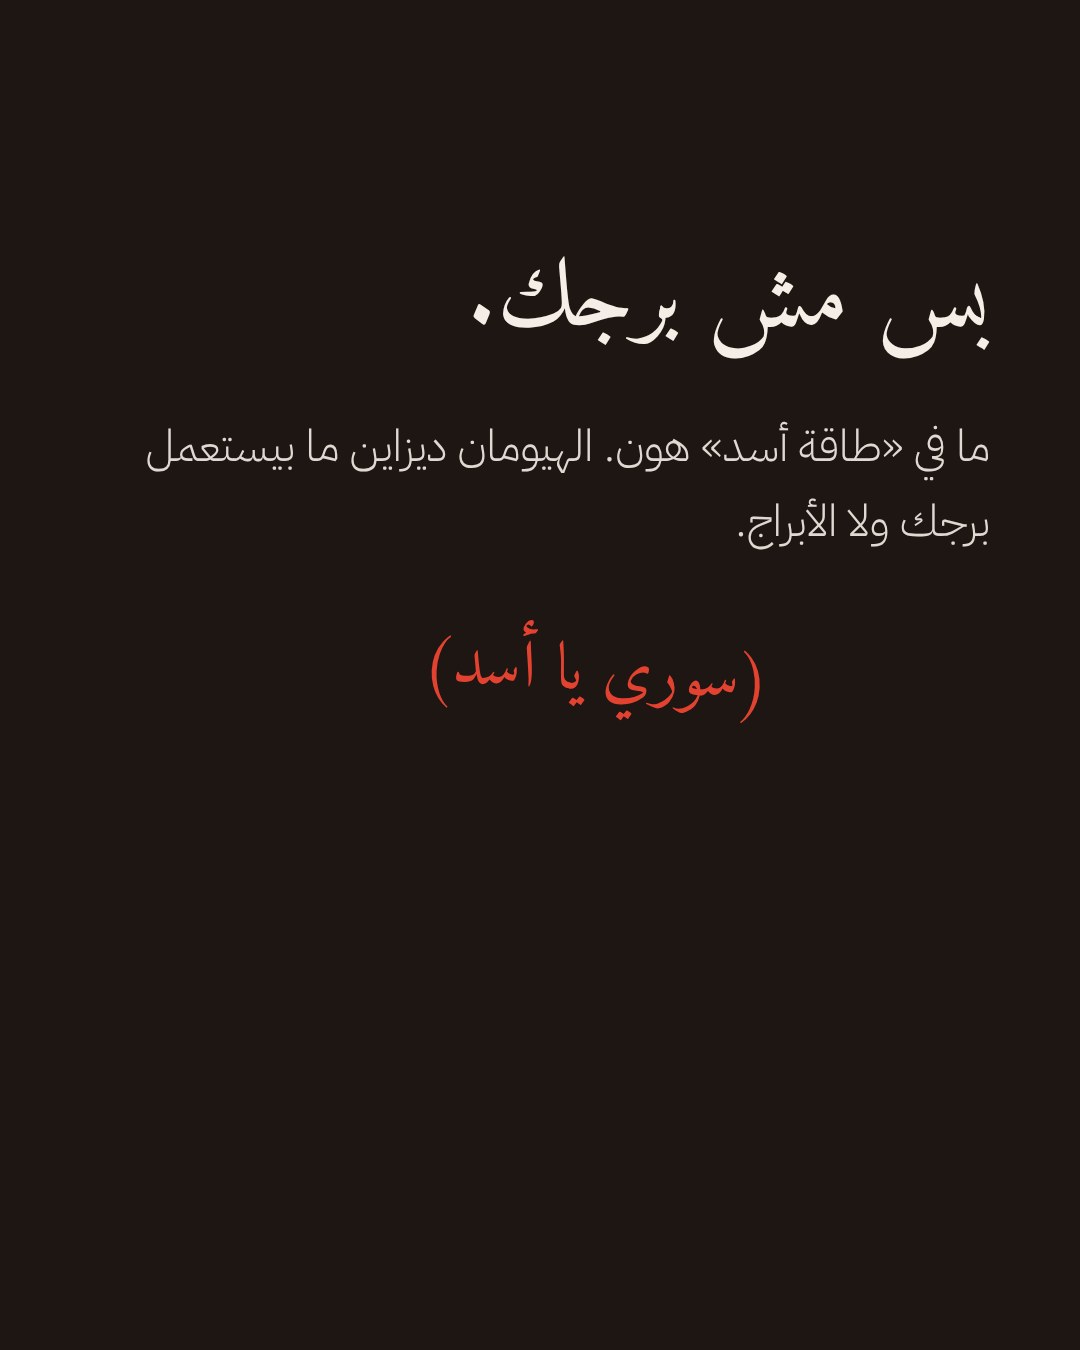 بس مش برجك.
ما في «طاقة أسد» هون. الهيومان ديزاين ما بيستعمل
برجك ولا الأبراج.
(سوري يا أسد)